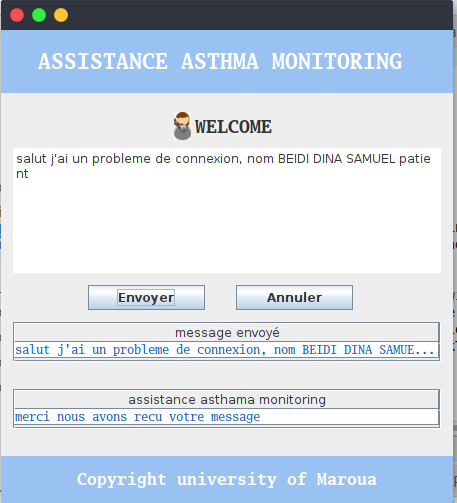 ASSISTANCE ASTHMA MONITORING
WELCOME
salut j'ai un probleme de connexion, nom BEIDI DINA SAMUEL patie
nt
Envoyer Annuler
message envoyé
salut j'ai un probleme de connexion, nom BEIDI DINA SAMUE...
assistance asthama monitoring
merci nous avons recu votre message
Copyright university of Maroua